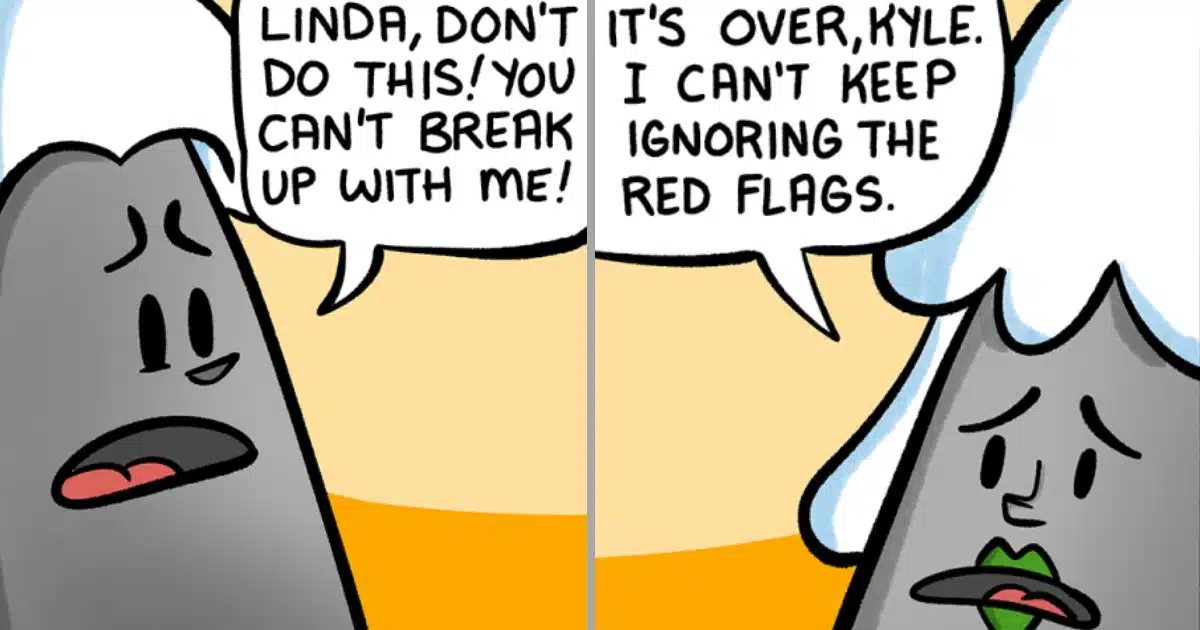 LINDA, DON'T
DO THIS! YOU
CAN'T BREAK
UP WITH ME!
IT'S OVER, KYLE.
I CAN'T KEEP
IGNORING THE
RED FLAGS.